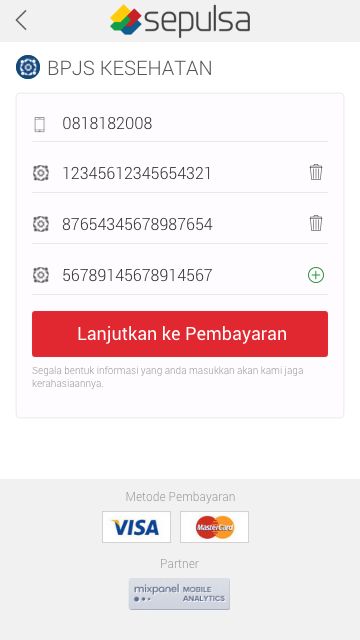 sepulsa
BPJS KESEHATAN
0818182008
12345612345654321
87654345678987654
56789145678914567
Lanjutkan ke Pembayaran
Segala bentuk informasi yang anda masukkan akan kami jaga
kerahasiaannya.
Metode Pembayaran
VISA MasterCard
Partner
mixpanel MOBILE
ANALYTICS